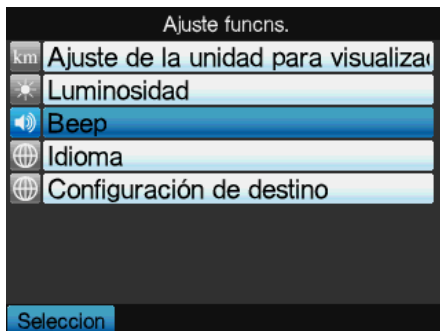 Ajuste funcns.
km Ajuste de la unidad para visualiza
Luminosidad
Beep
Idioma
Configuración de destino
Seleccion